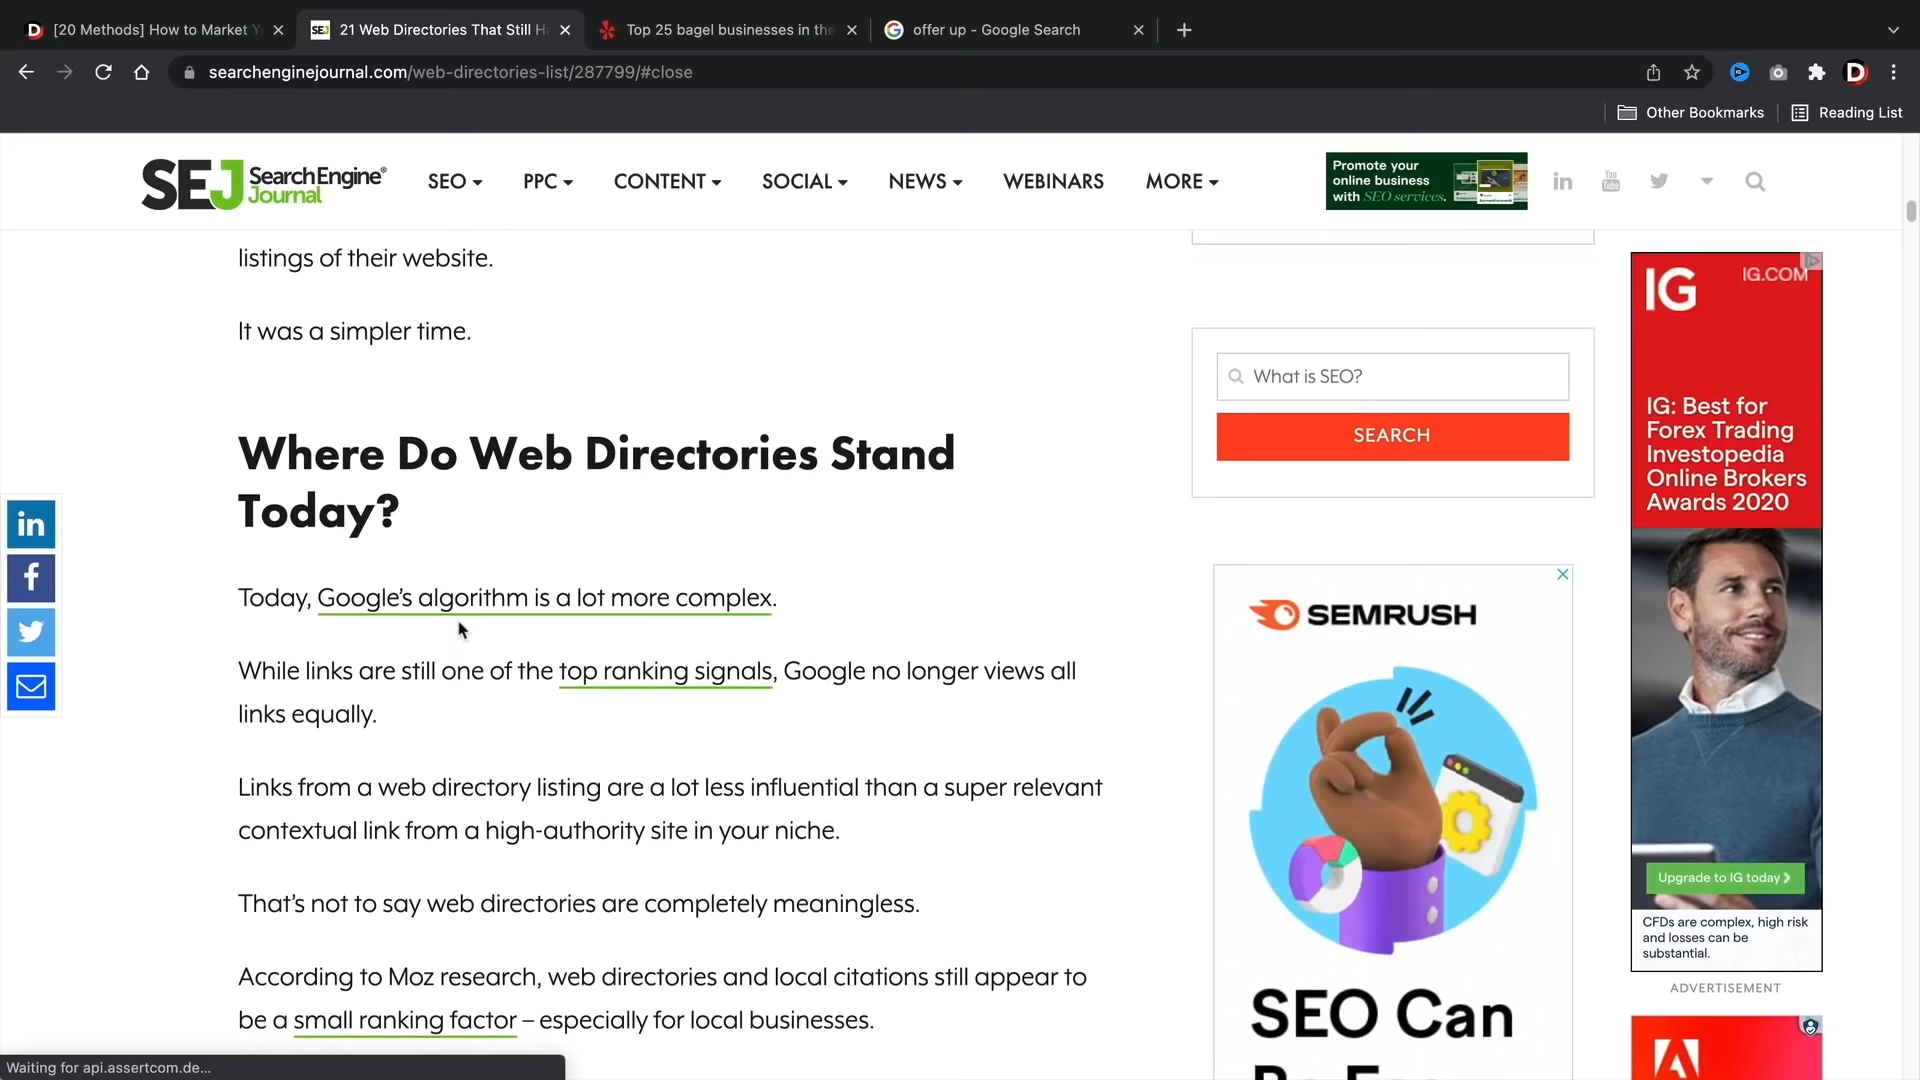 [20 Methods] How to Market Y
21 Web Directories That Still Ha
Top 25 bagel businesses in the
offer up - Google Search
searchenginejournal.com/web-directories-list/287799/#close
Other Bookmarks
Reading List
SEJ SearchEngine® Journal
SEO
PPC
CONTENT
SOCIAL
NEWS
WEBINARS
MORE
Promote your
online business
with SEO services.
in
You
Tube
listings of their website.
It was a simpler time.
Where Do Web Directories Stand
Today?
Today, Google’s algorithm is a lot more complex.
While links are still one of the top ranking signals, Google no longer views all
links equally.
Links from a web directory listing are a lot less influential than a super relevant
contextual link from a high-authority site in your niche.
That’s not to say web directories are completely meaningless.
According to Moz research, web directories and local citations still appear to
be a small ranking factor – especially for local businesses.
in
f
What is SEO?
SEARCH
SEMRUSH
SEO Can
IG
IG.COM
IG: Best for
Forex Trading
Investopedia
Online Brokers
Awards 2020
Upgrade to IG today
CFDs are complex, high risk
and losses can be
substantial.
ADVERTISEMENT
Waiting for api.assertcom.de...